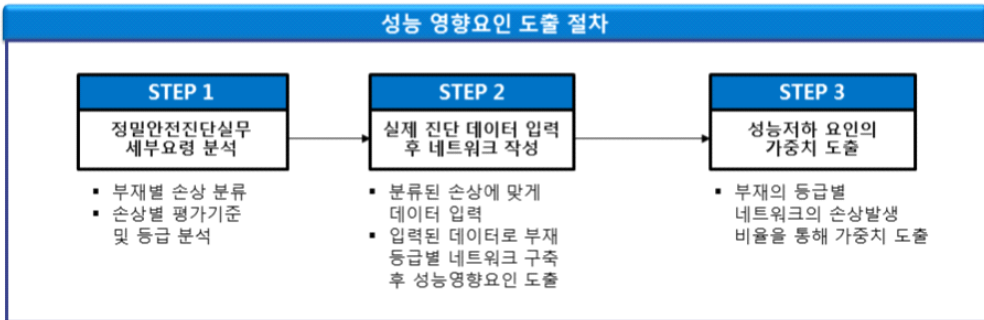 성능 영향요인 도출 절차
STEP 1
정밀안전진단실무
세부요령 분석
▪ 부재별 손상 분류
▪ 손상별 평가기준
및 등급 분석
STEP 2
실제 진단 데이터 입력
후 네트워크 작성
▪ 분류된 손상에 맞게
데이터 입력
▪ 입력된 데이터로 부재
등급별 네트워크 구축
후 성능영향요인 도출
STEP 3
성능저하 요인의
가중치 도출
▪ 부재의 등급별
네트워크의 손상발생
비율을 통해 가중치 도출